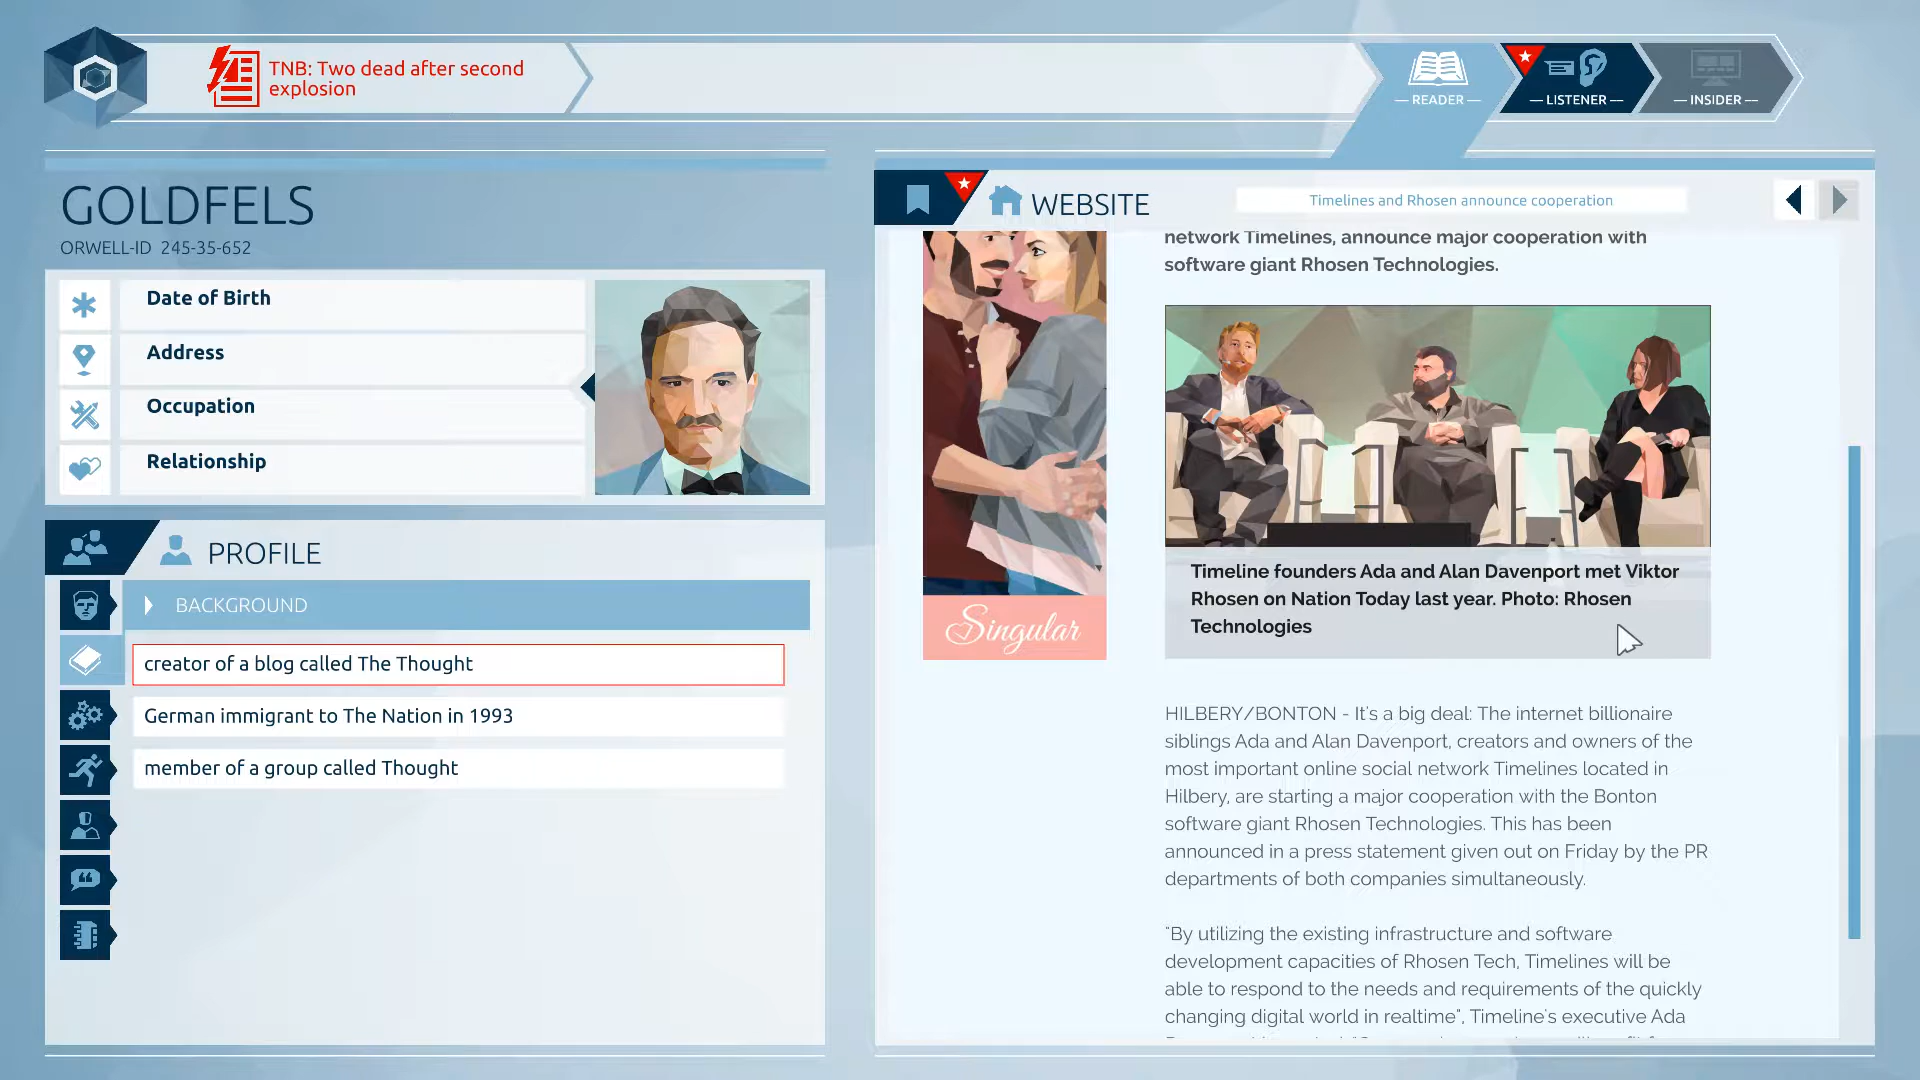 TNB: Two dead after second
explosion
READER
LISTENER
INSIDER
GOLDFELS
ORWELL-ID 245-35-652
Date of Birth
Address
Occupation
Relationship
PROFILE
BACKGROUND
creator of a blog called The Thought
German immigrant to The Nation in 1993
member of a group called Thought
WEBSITE
Timelines and Rhosen announce cooperation
network Timelines, announce major cooperation with
software giant Rhosen Technologies.
Singular
Timeline founders Ada and Alan Davenport met Viktor
Rhosen on Nation Today last year. Photo: Rhosen
Technologies
HILBERY/BONTON - It's a big deal: The internet billionaire
siblings Ada and Alan Davenport, creators and owners of the
most important online social network Timelines located in
Hilbery, are starting a major cooperation with the Bonton
software giant Rhosen Technologies. This has been
announced in a press statement given out on Friday by the PR
departments of both companies simultaneously.
"By utilizing the existing infrastructure and software
development capacities of Rhosen Tech, Timelines will be
able to respond to the needs and requirements of the quickly
changing digital world in realtime", Timeline's executive Ada